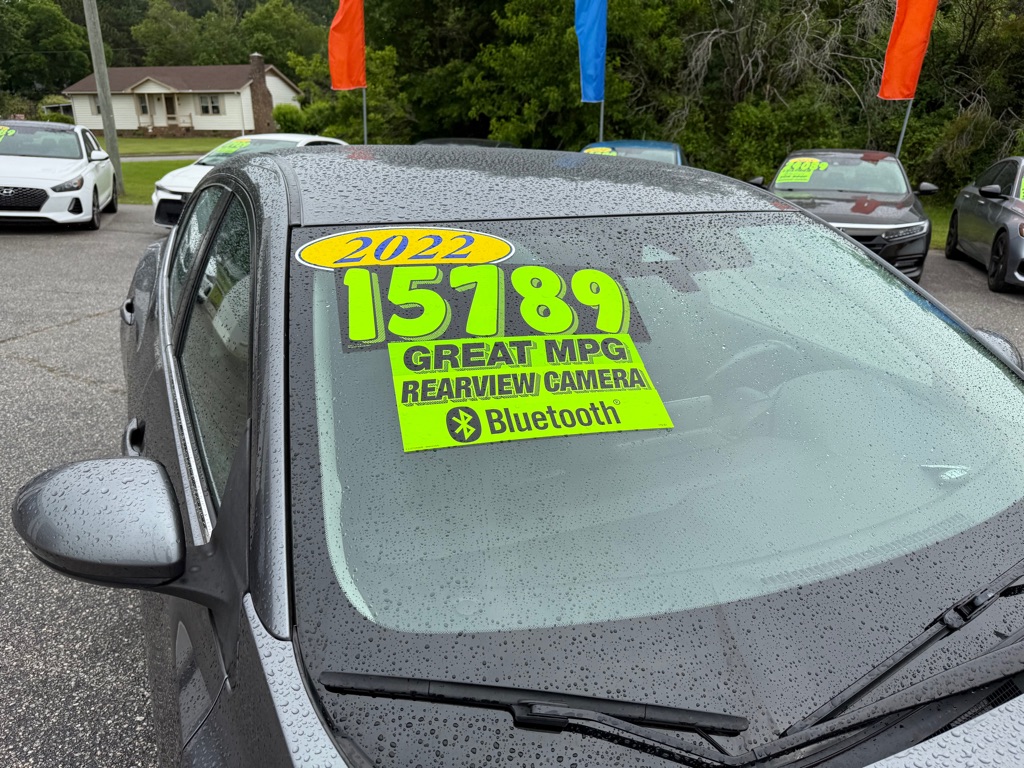 2022
15789
GREAT MPG
REARVIEW CAMERA
Bluetooth®